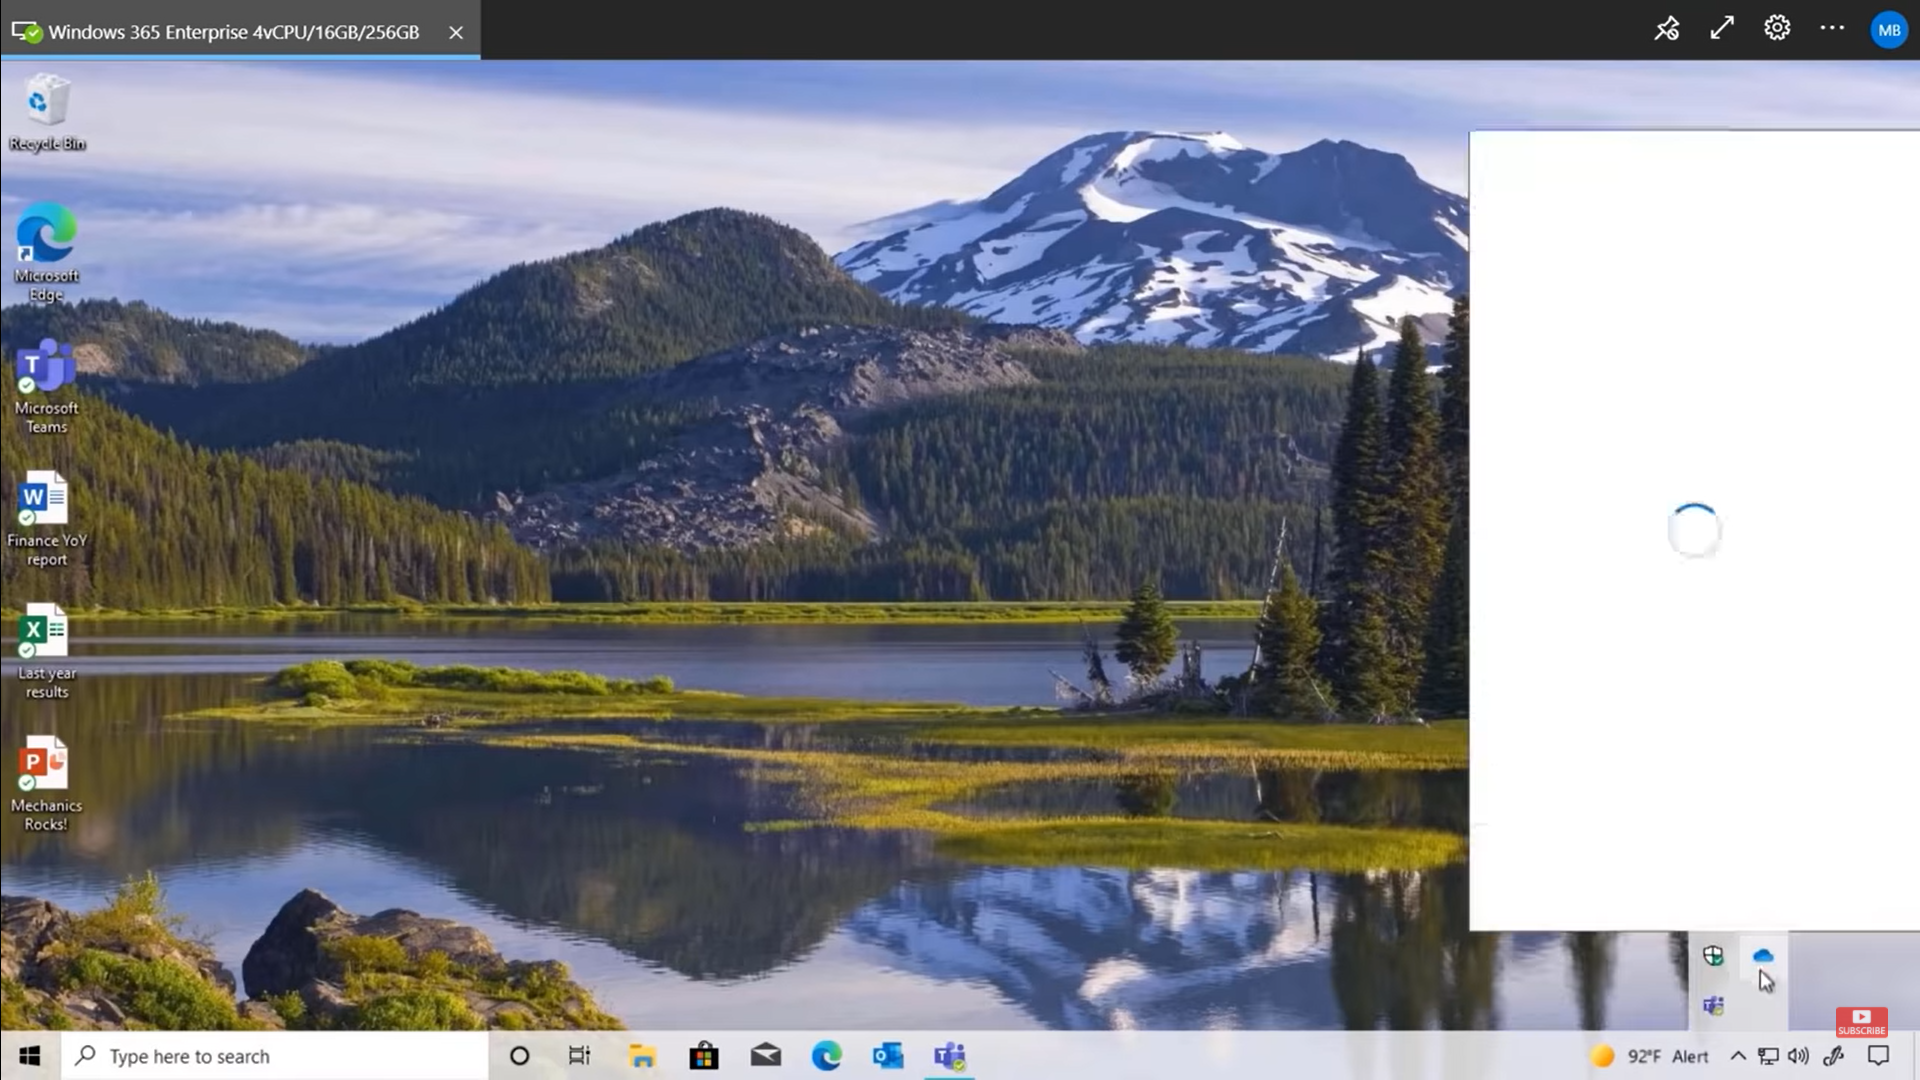 Windows 365 Enterprise 4vCPU/16GB/256GB
MB
Recycle Bin
Microsoft
Edge
T
Microsoft
Teams
W
Finance YoY
report
X
Last year
results
P
Mechanics
Rocks!
SUBSCRIBE
Type here to search
92°F Alert